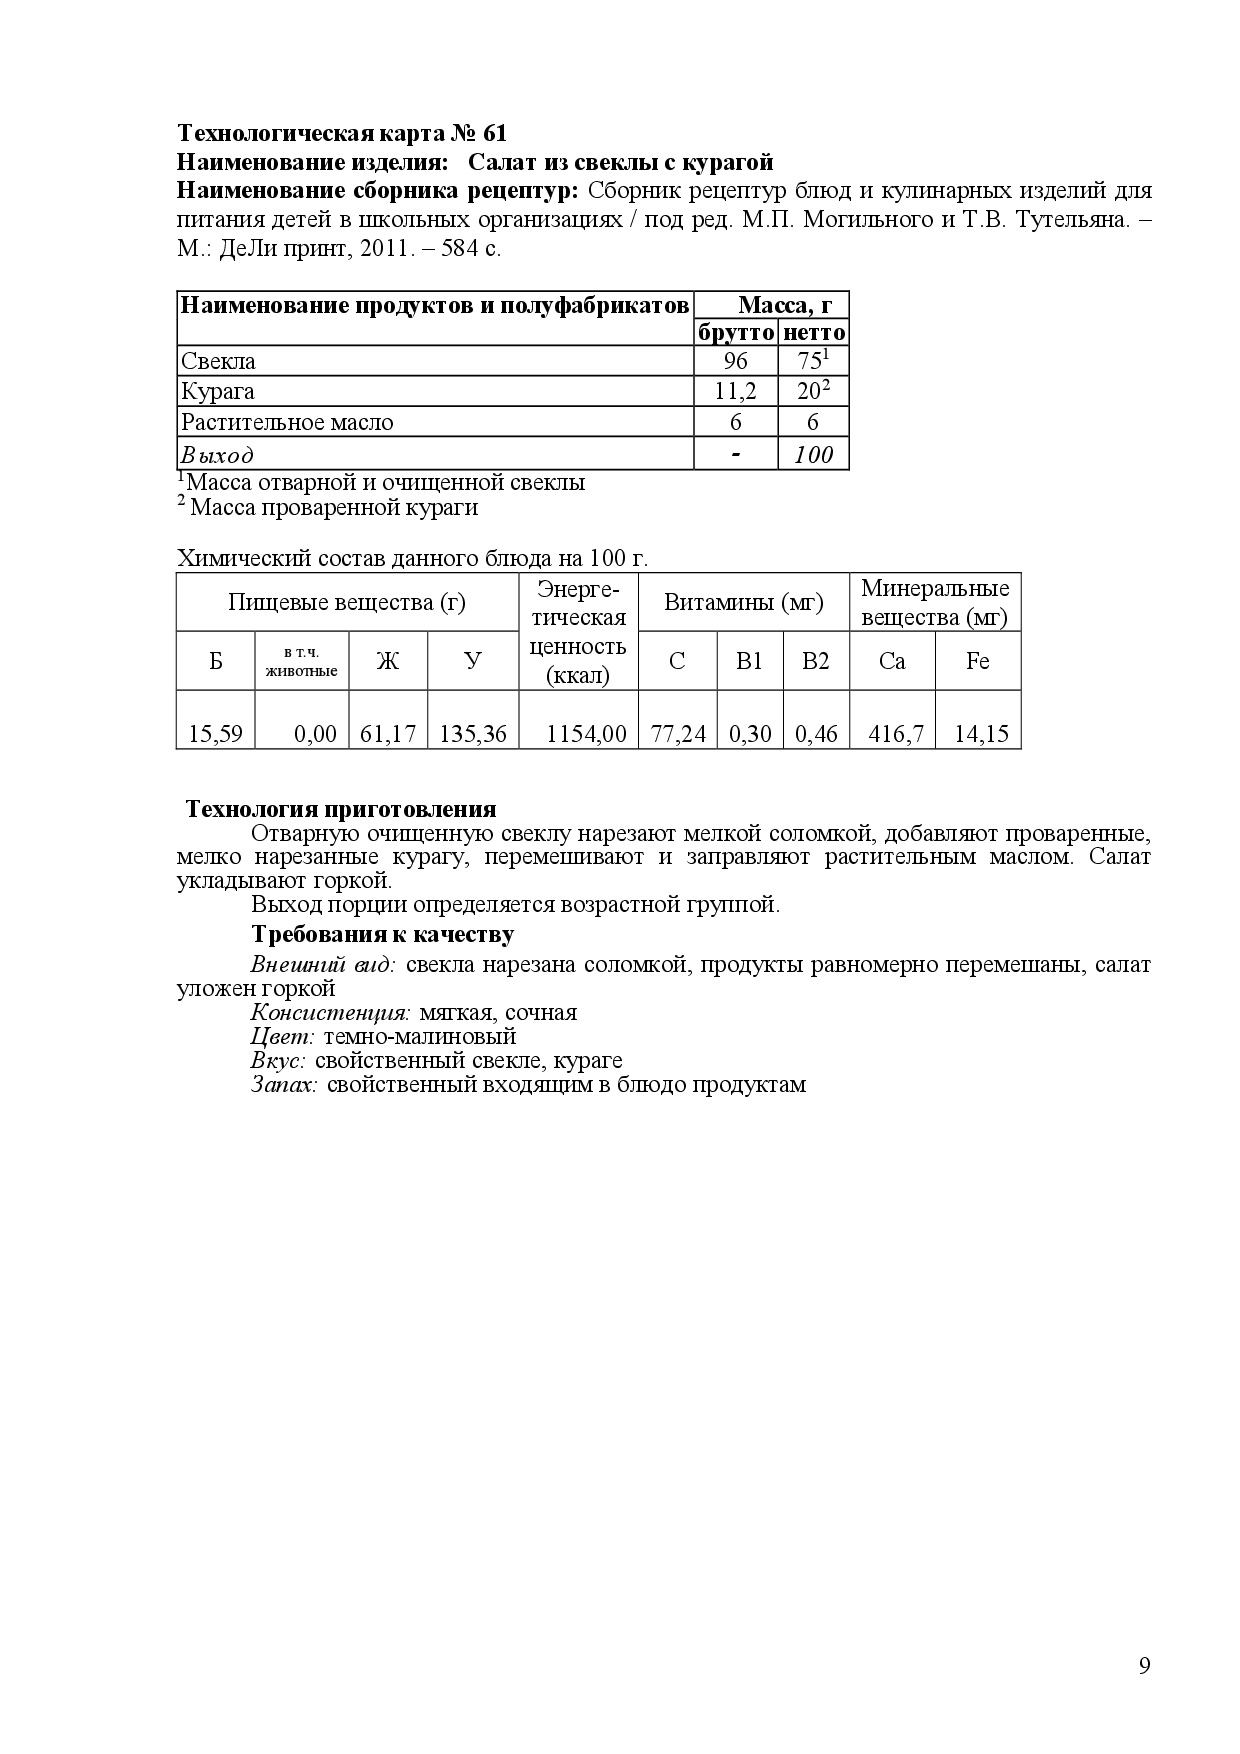 Технологическая карта № 61
Наименование изделия: Салат из свеклы с курагой
Наименование сборника рецептур: Сборник рецептур блюд и кулинарных изделий для
питания детей в школьных организациях / под ред. М.П. Могильного и Т.В. Тутельяна. –
М.: ДеЛи принт, 2011. – 584 с.
Наименование продуктов и полуфабрикатов Масса, г
брутто нетто
Свекла 96 75¹
Курага 11,2 20²
Растительное масло 6 6
Выход - 100
¹Масса отварной и очищенной свеклы
² Масса проваренной кураги
Химический состав данного блюда на 100 г.
Пищевые вещества (г) Энерге-
тическая
ценность
(ккал) Витамины (мг) Минеральные
вещества (мг)
Б в т.ч.
животные Ж У С В1 В2 Са Fe
15,59 0,00 61,17 135,36 1154,00 77,24 0,30 0,46 416,7 14,15
Технология приготовления
Отварную очищенную свеклу нарезают мелкой соломкой, добавляют проваренные,
мелко нарезанные курагу, перемешивают и заправляют растительным маслом. Салат
укладывают горкой.
Выход порции определяется возрастной группой.
Требования к качеству
Внешний вид: свекла нарезана соломкой, продукты равномерно перемешаны, салат
уложен горкой
Консистенция: мягкая, сочная
Цвет: темно-малиновый
Вкус: свойственный свекле, кураге
Запах: свойственный входящим в блюдо продуктам
9